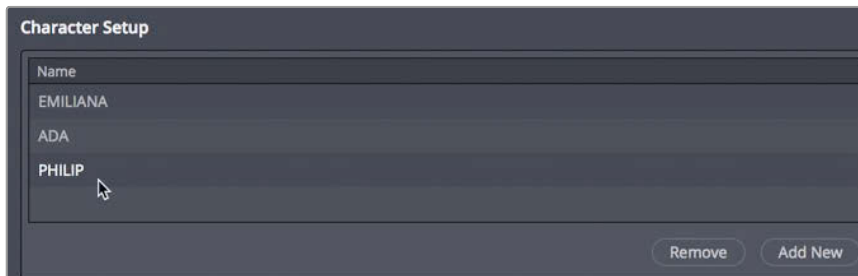 Character Setup
Name
EMILIANA
ADA
PHILIP
Remove Add New